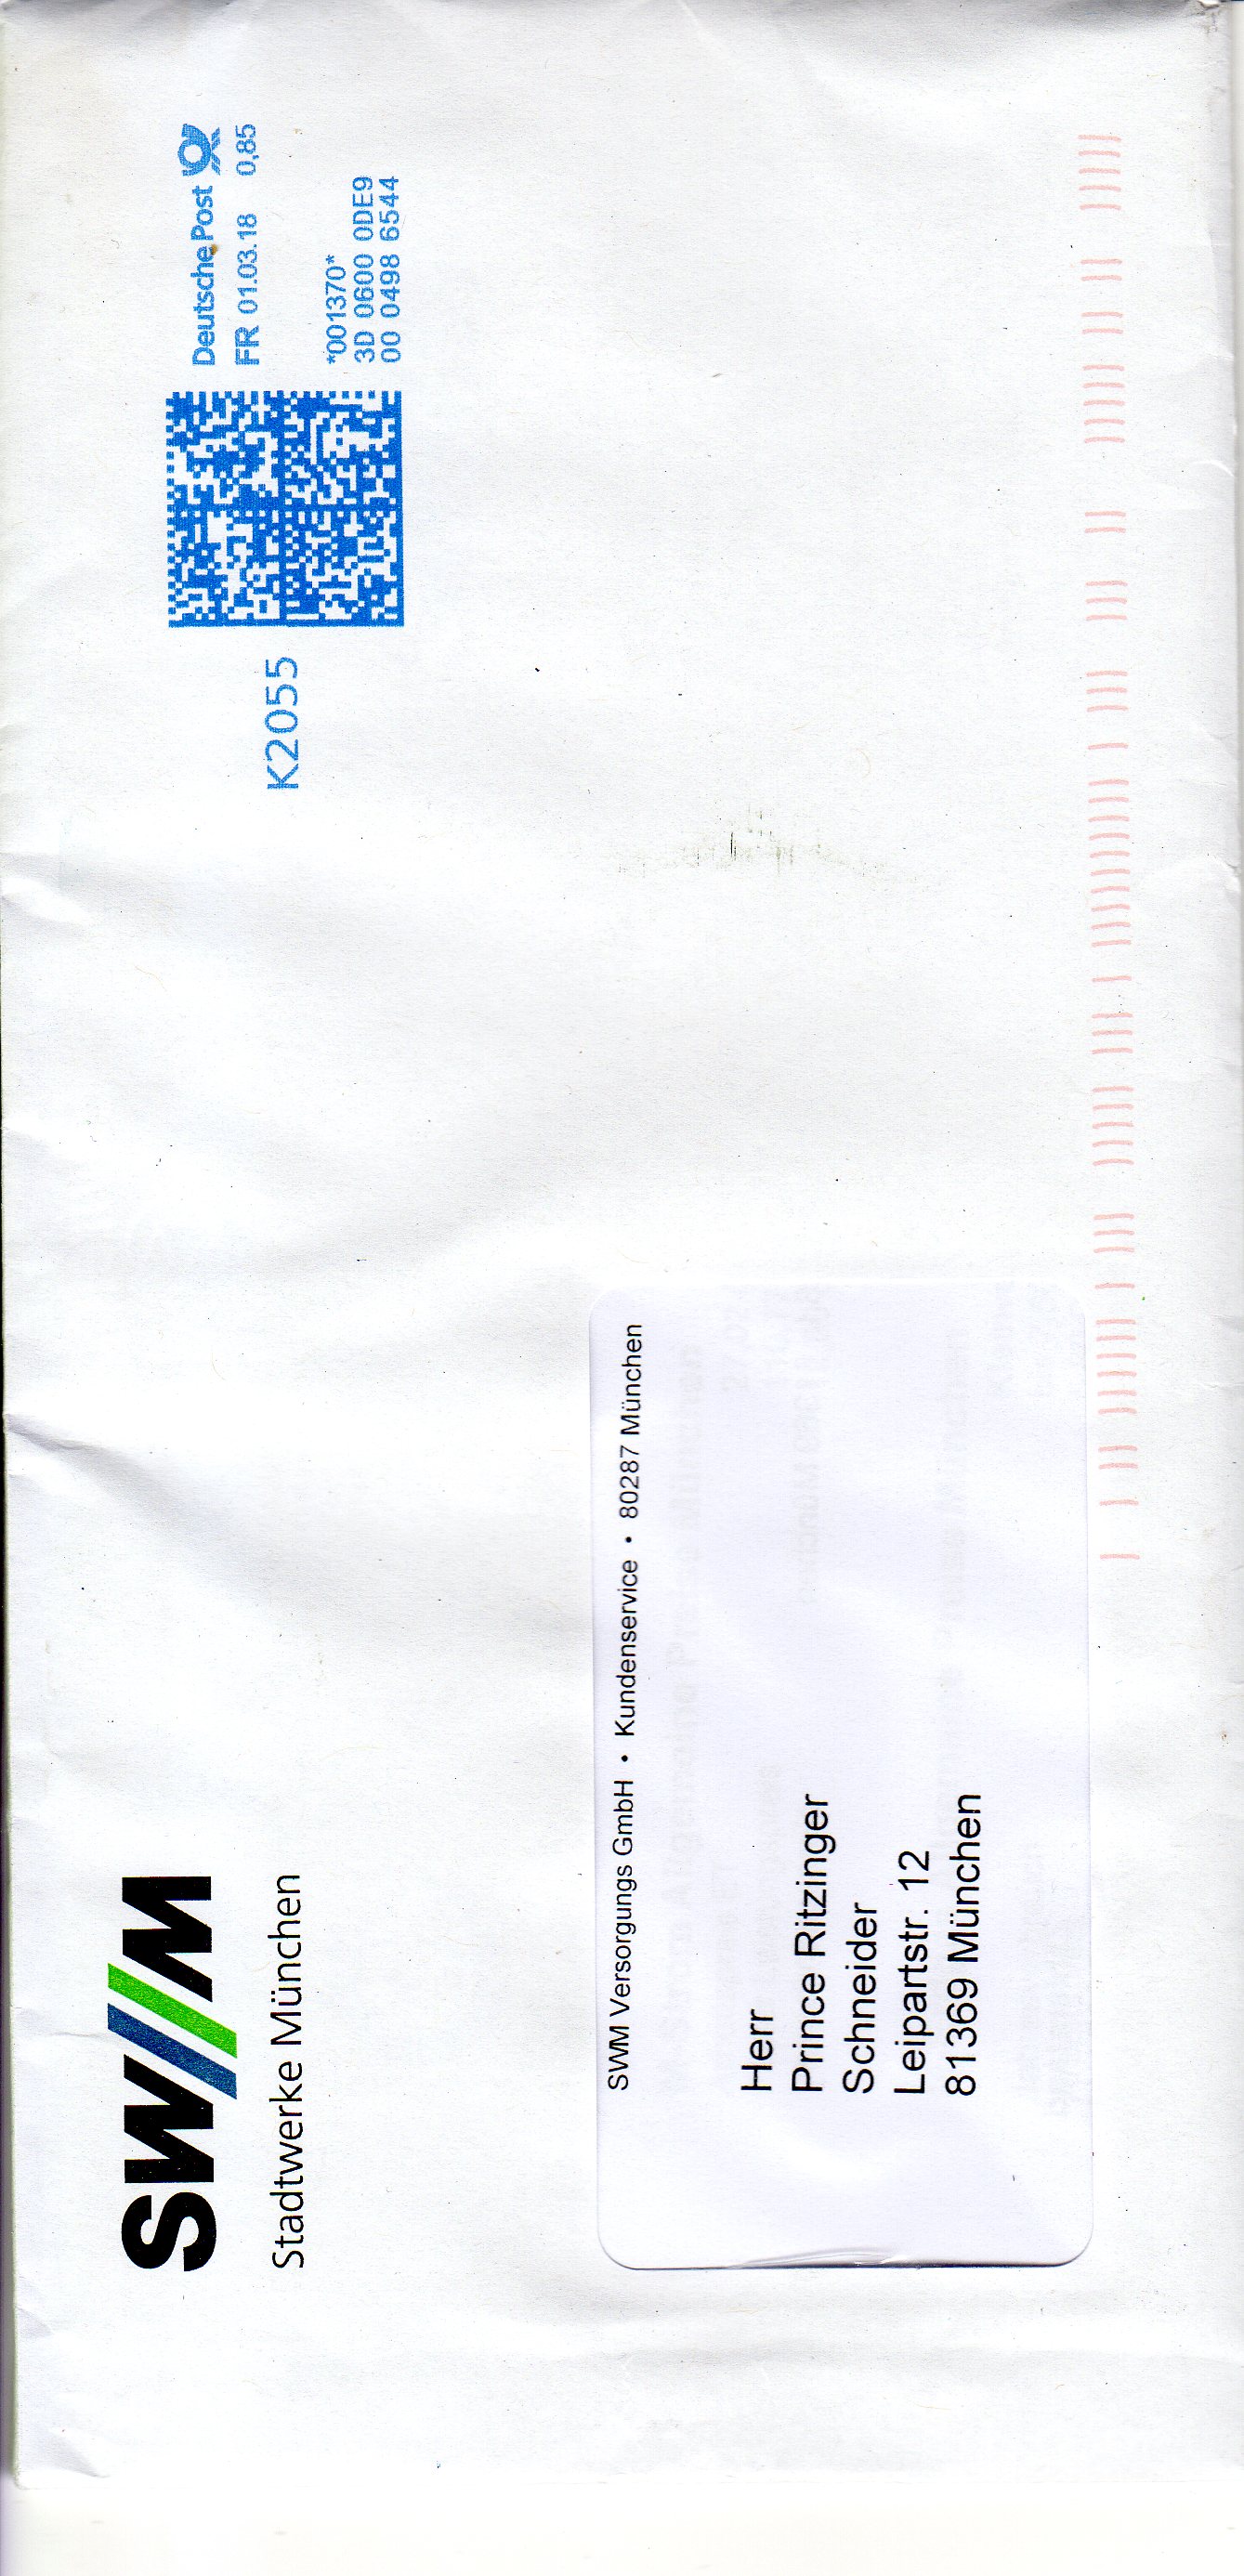 SWM
Stadtwerke München
K2055
Deutsche Post
FR 01.03.18 0,85
*001370*
3D 0600 0DE9
00 0498 6544
SWM Versorgungs GmbH • Kundenservice • 80287 München
Herr
Prince Ritzinger
Schneider
Leipartstr. 12
81369 München